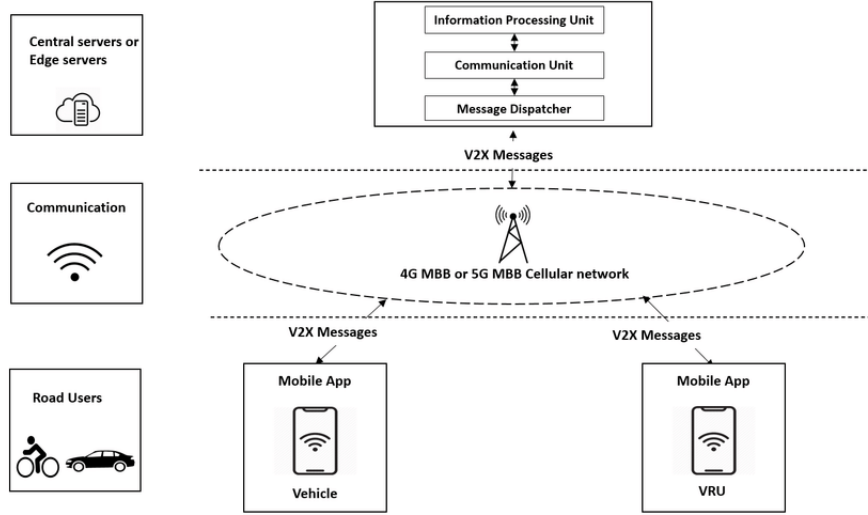 Central servers or
Edge servers
Information Processing Unit
Communication Unit
Message Dispatcher
V2X Messages
Communication
4G MBB or 5G MBB Cellular network
V2X Messages
V2X Messages
Road Users
Mobile App
Vehicle
Mobile App
VRU